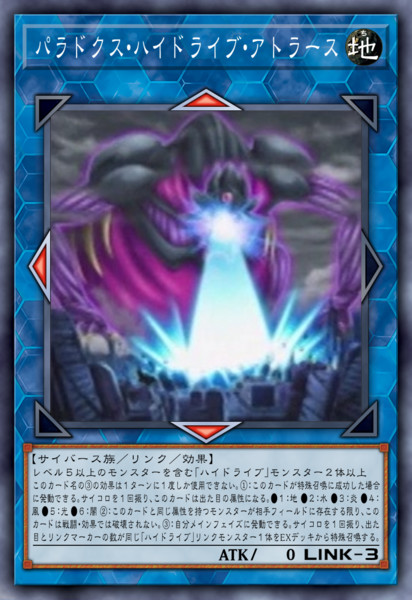 パラドクス・ハイドライブ・アトラース
地
【サイバース族／リンク／効果】
レベル５以上のモンスターを含む「ハイドライブ」モンスター２体以上
このカード名の③の効果は１ターンに１度しか使用できない。①：このカードが特殊召喚に成功した場合
に発動できる。サイコロを１回振り、このカードは出た目の属性になる。●１：地●２：水●３：炎●４：
風●５：光●６：闇②：このカードと同じ属性を持つモンスターが相手フィールドに存在する限り、この
カードは戦闘・効果では破壊されない。③：自分メインフェイズに発動できる。サイコロを１回振り、出た
目とリンクマーカーの数が同じ「ハイドライブ」リンクモンスター１体をEXデッキから特殊召喚する。
ATK/ 0 LINK-3